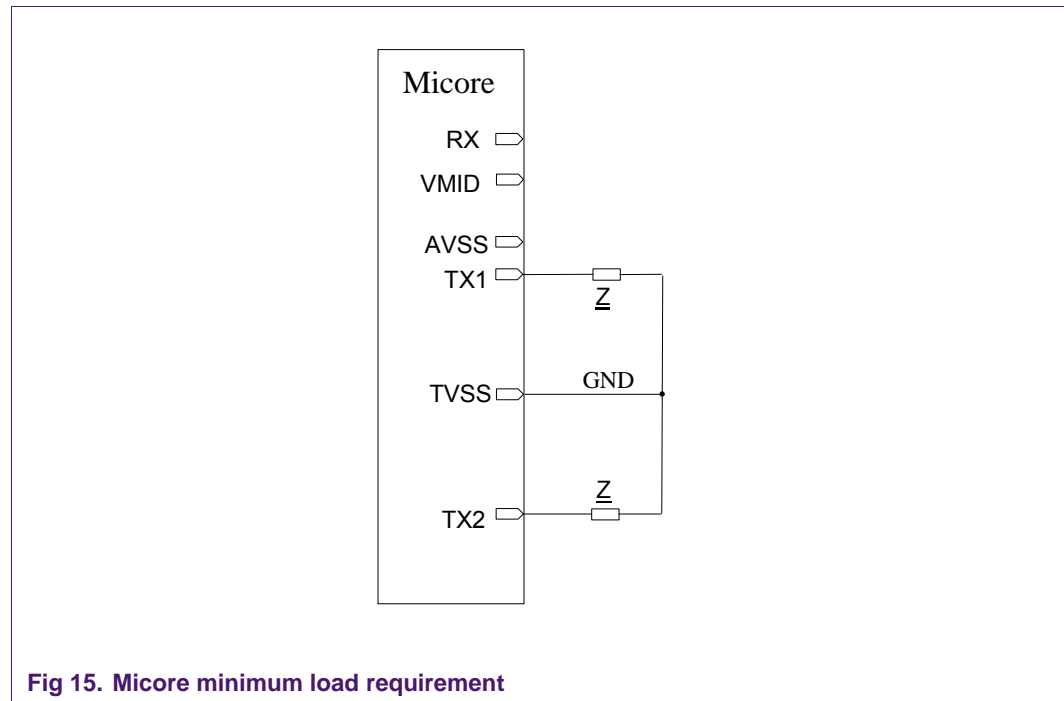 Micore
RX
VMID
AVSS
TX1
Z
TVSS
GND
Z
TX2
Fig 15. Micore minimum load requirement